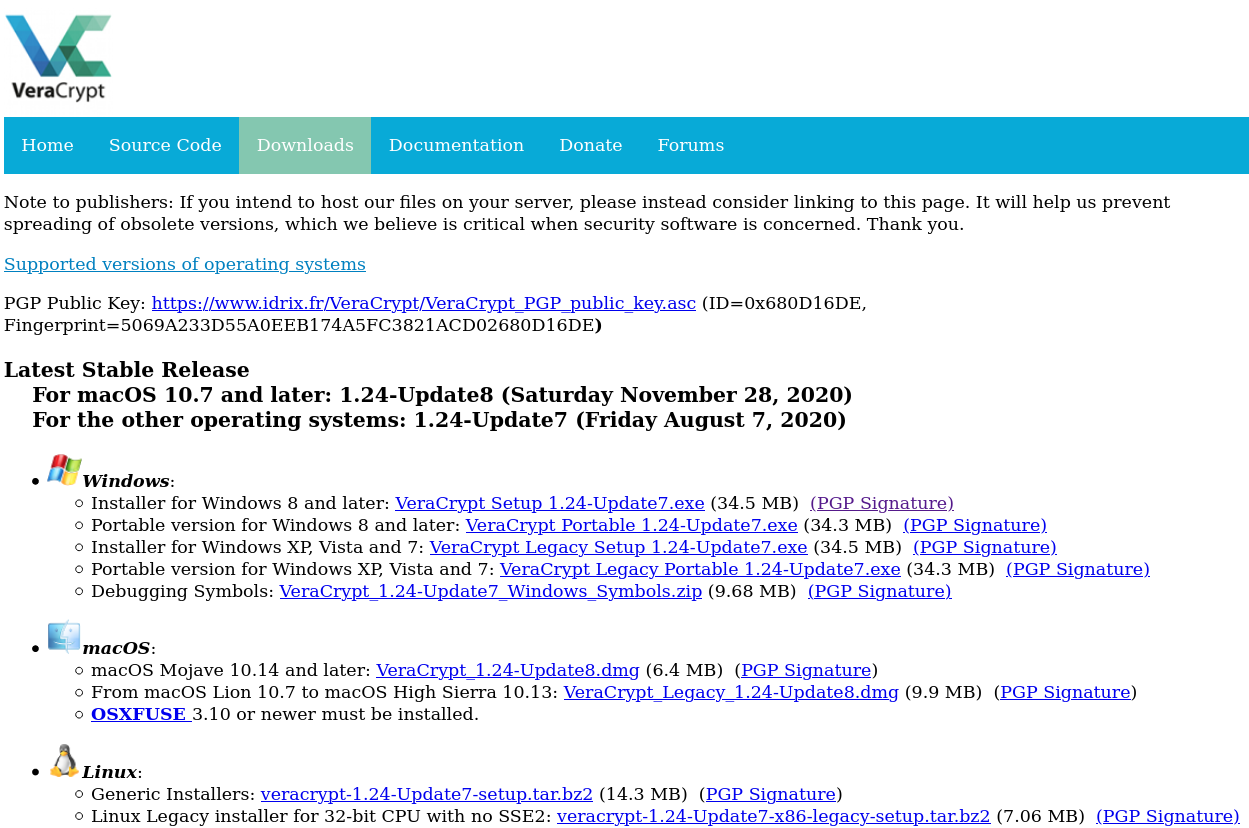 VeraCrypt
Home Source Code Downloads Documentation Donate Forums
Note to publishers: If you intend to host our files on your server, please instead consider linking to this page. It will help us prevent
spreading of obsolete versions, which we believe is critical when security software is concerned. Thank you.
Supported versions of operating systems
PGP Public Key: https://www.idrix.fr/VeraCrypt/VeraCrypt_PGP_public_key.asc (ID=0x680D16DE,
Fingerprint=5069A233D55A0EEB174A5FC3821ACD02680D16DE)
Latest Stable Release
For macOS 10.7 and later: 1.24-Update8 (Saturday November 28, 2020)
For the other operating systems: 1.24-Update7 (Friday August 7, 2020)
Windows:
Installer for Windows 8 and later: VeraCrypt Setup 1.24-Update7.exe (34.5 MB) (PGP Signature)
Portable version for Windows 8 and later: VeraCrypt Portable 1.24-Update7.exe (34.3 MB) (PGP Signature)
Installer for Windows XP, Vista and 7: VeraCrypt Legacy Setup 1.24-Update7.exe (34.5 MB) (PGP Signature)
Portable version for Windows XP, Vista and 7: VeraCrypt Legacy Portable 1.24-Update7.exe (34.3 MB) (PGP Signature)
Debugging Symbols: VeraCrypt_1.24-Update7_Windows_Symbols.zip (9.68 MB) (PGP Signature)
macOS:
macOS Mojave 10.14 and later: VeraCrypt_1.24-Update8.dmg (6.4 MB) (PGP Signature)
From macOS Lion 10.7 to macOS High Sierra 10.13: VeraCrypt_Legacy_1.24-Update8.dmg (9.9 MB) (PGP Signature)
OSXFUSE 3.10 or newer must be installed.
Linux:
Generic Installers: veracrypt-1.24-Update7-setup.tar.bz2 (14.3 MB) (PGP Signature)
Linux Legacy installer for 32-bit CPU with no SSE2: veracrypt-1.24-Update7-x86-legacy-setup.tar.bz2 (7.06 MB) (PGP Signature)